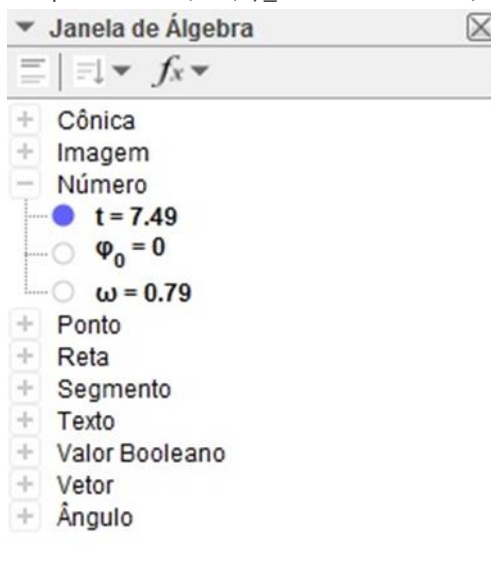 Janela de Álgebra
fx
Cônica
Imagem
Número
t = 7.49
φ0 = 0
ω = 0.79
Ponto
Reta
Segmento
Texto
Valor Booleano
Vetor
Ângulo